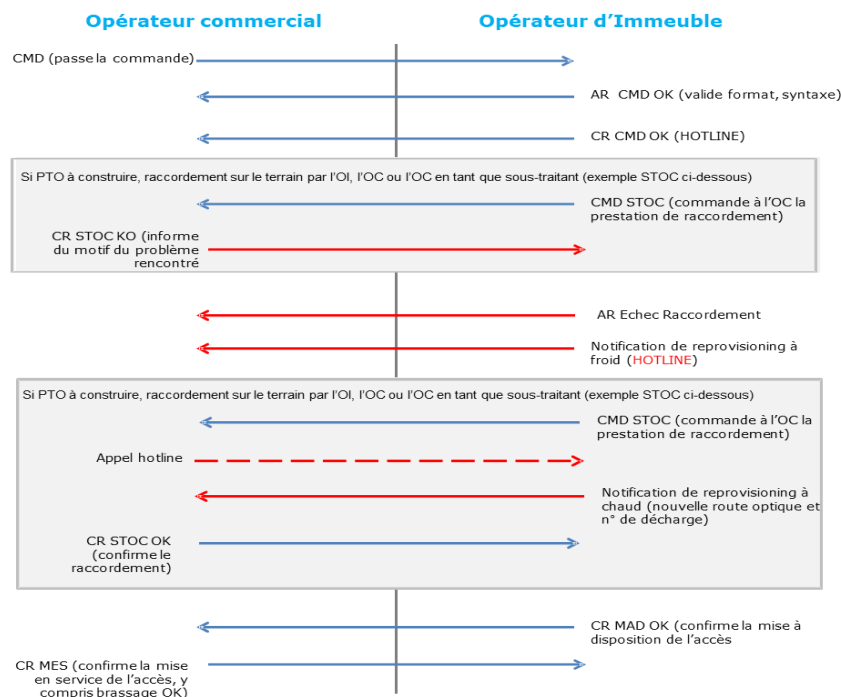 Opérateur commercial
Opérateur d'Immeuble
CMD (passe la commande)
AR CMD OK (valide format, syntaxe)
CR CMD OK (HOTLINE)
Si PTO à construire, raccordement sur le terrain par l'OI, l'OC ou l'OC en tant que sous-traitant (exemple STOC ci-dessous)
CMD STOC (commande à l'OC la
prestation de raccordement)
CR STOC KO (informe
du motif du problème
rencontré
AR Echec Raccordement
Notification de reprovisioning à
froid (HOTLINE)
Si PTO à construire, raccordement sur le terrain par l'OI, l'OC ou l'OC en tant que sous-traitant (exemple STOC ci-dessous)
CMD STOC (commande à l'OC la
prestation de raccordement)
Appel hotline
Notification de reprovisioning à
chaud (nouvelle route optique et
n° de décharge)
CR STOC OK
(confirme le
raccordement)
CR MAD OK (confirme la mise à
disposition de l'accès
CR MES (confirme la mise
en service de l'accès, y
compris brassage OK)